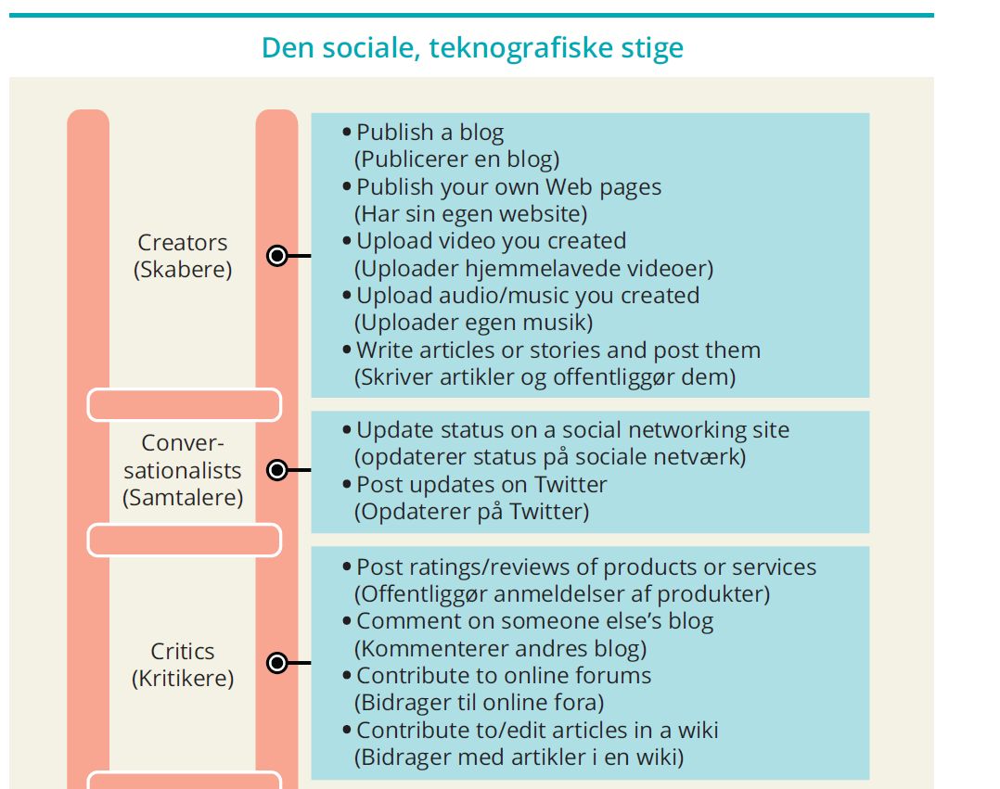 Den sociale, teknografiske stige
Creators
(Skabere)
• Publish a blog
(Publicerer en blog)
• Publish your own Web pages
(Har sin egen website)
• Upload video you created
(Uploader hjemmelavede videoer)
• Upload audio/music you created
(Uploader egen musik)
• Write articles or stories and post them
(Skriver artikler og offentliggør dem)
Conver-
sationalists
(Samtalere)
• Update status on a social networking site
(opdaterer status på sociale netværk)
• Post updates on Twitter
(Opdaterer på Twitter)
Critics
(Kritikere)
• Post ratings/reviews of products or services
(Offentliggør anmeldelser af produkter)
• Comment on someone else’s blog
(Kommenterer andres blog)
• Contribute to online forums
(Bidrager til online fora)
• Contribute to/edit articles in a wiki
(Bidrager med artikler i en wiki)